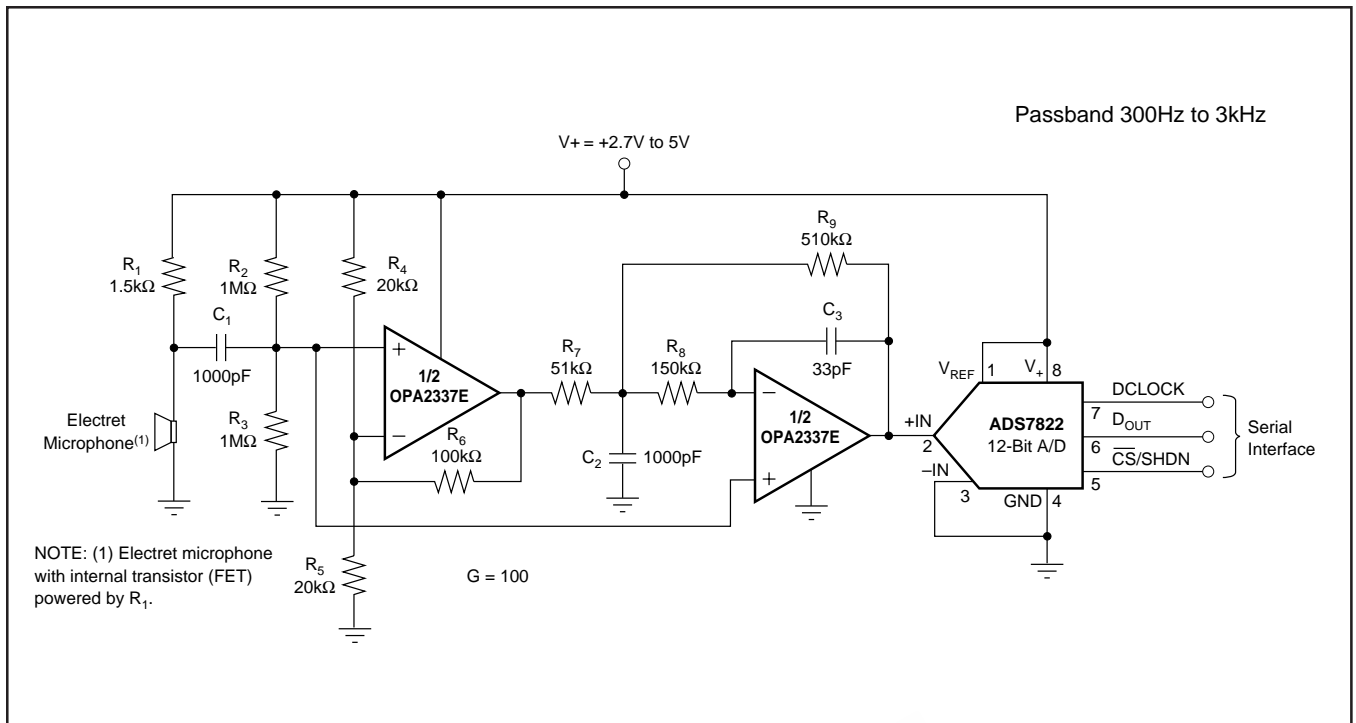 Passband 300Hz to 3kHz
V+ = +2.7V to 5V
R9
510kΩ
R1
1.5kΩ
R2
1MΩ
R4
20kΩ
C1
1000pF
C3
33pF
R7
51kΩ
R8
150kΩ
VREF
1
V+
8
+
1/2
OPA2337E
−
−
1/2
OPA2337E
+
DCLOCK
7
DOUT
6
CS/SHDN
5
Serial
Interface
+IN
2
ADS7822
12-Bit A/D
−IN
3
GND
4
Electret
Microphone(1)
R3
1MΩ
R6
100kΩ
C2
1000pF
NOTE: (1) Electret microphone
with internal transistor (FET)
powered by R1.
R5
20kΩ
G = 100